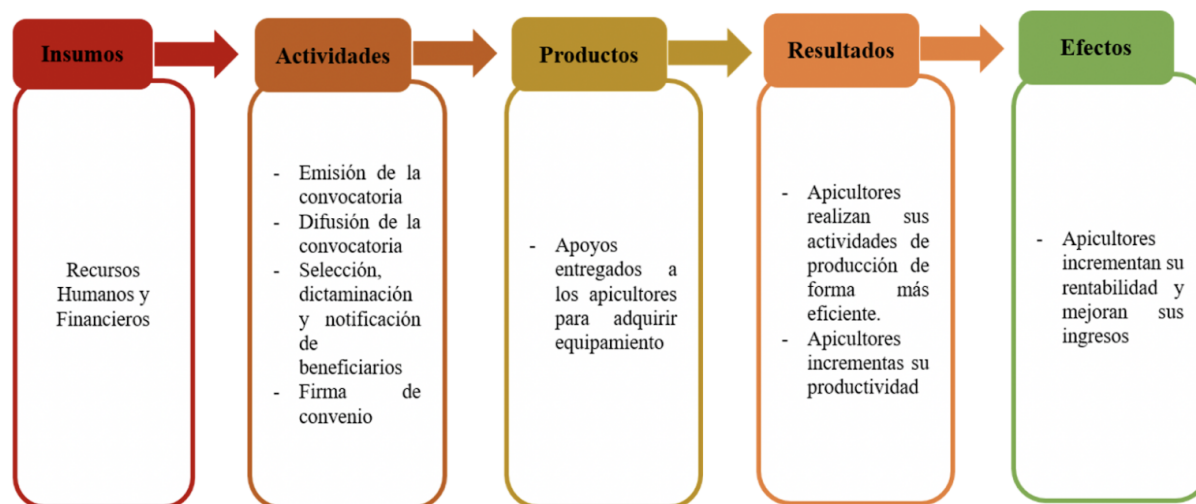 Insumos
Recursos
Humanos y
Financieros
Actividades
- Emisión de la
convocatoria
- Difusión de la
convocatoria
- Selección,
dictaminación
y notificación
de
beneficiarios
- Firma de
convenio
Productos
- Apoyos
entregados a
los apicultores
para adquirir
equipamiento
Resultados
- Apicultores
realizan sus
actividades de
producción de
forma más
eficiente.
- Apicultores
incrementas su
productividad
Efectos
- Apicultores
incrementan su
rentabilidad y
mejoran sus
ingresos